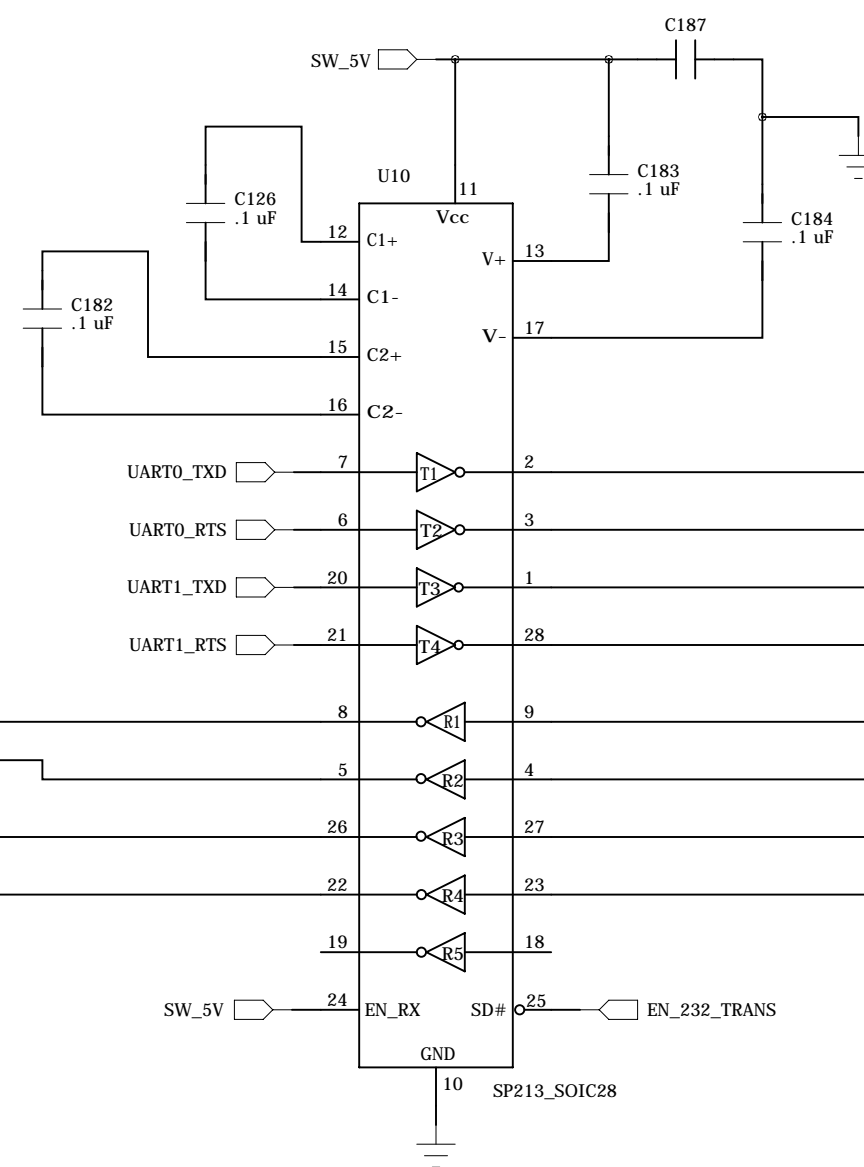 C187
SW_5V
C183
.1 uF
U10
11
C126
.1 uF
Vcc
C184
.1 uF
12
C1+
13
V+
14
C1-
C182
.1 uF
17
V-
15
C2+
16
C2-
UART0_TXD
7
T1
2
UART0_RTS
6
T2
3
UART1_TXD
20
T3
1
UART1_RTS
21
T4
28
8
R1
9
5
R2
4
26
R3
27
22
R4
23
19
R5
18
SW_5V
24
EN_RX
SD#
25
EN_232_TRANS
GND
10
SP213_SOIC28